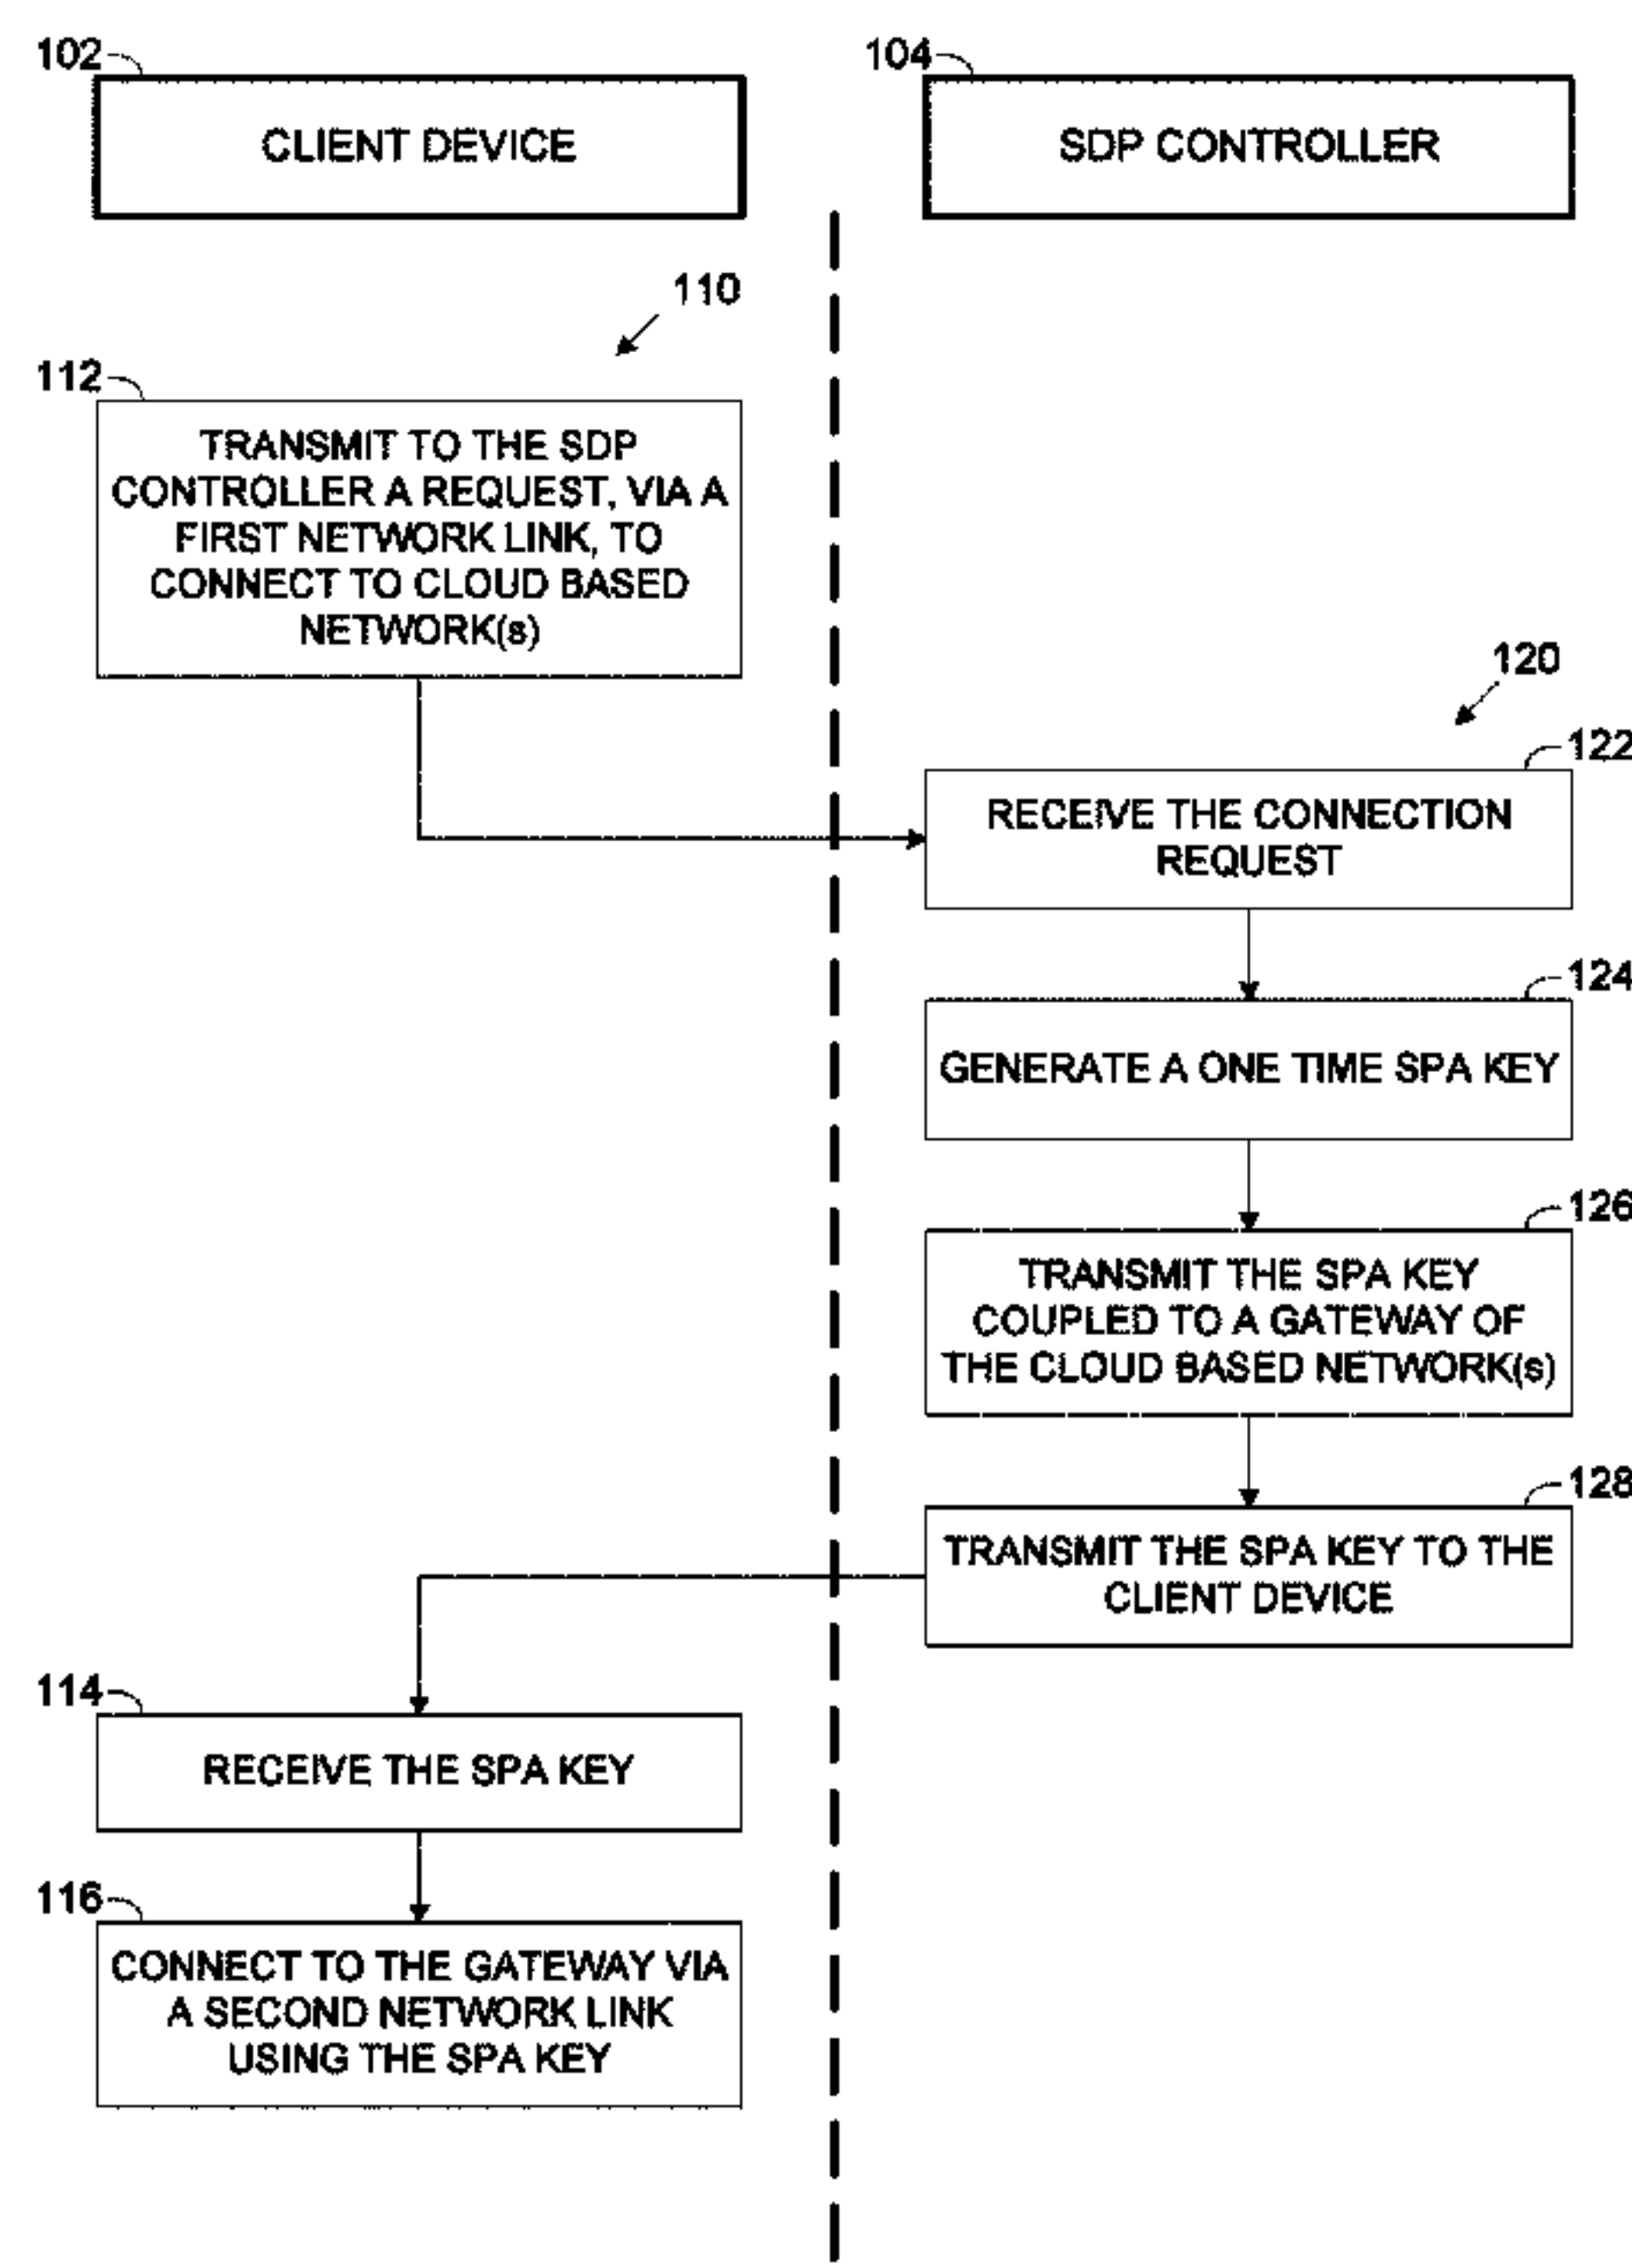 102
CLIENT DEVICE
104
SDP CONTROLLER
110
112
TRANSMIT TO THE SDP
CONTROLLER A REQUEST, VIA A
FIRST NETWORK LINK, TO
CONNECT TO CLOUD BASED
NETWORK(s)
120
122
RECEIVE THE CONNECTION
REQUEST
124
GENERATE A ONE TIME SPA KEY
126
TRANSMIT THE SPA KEY
COUPLED TO A GATEWAY OF
THE CLOUD BASED NETWORK(s)
128
TRANSMIT THE SPA KEY TO THE
CLIENT DEVICE
114
RECEIVE THE SPA KEY
116
CONNECT TO THE GATEWAY VIA
A SECOND NETWORK LINK
USING THE SPA KEY